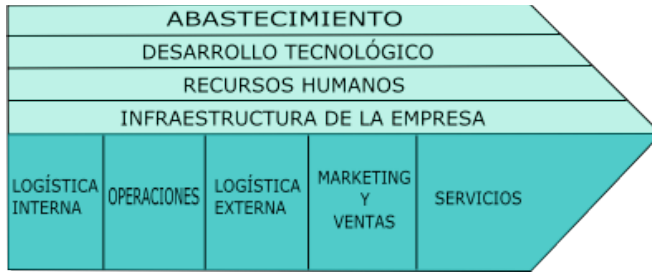 ABASTECIMIENTO
DESARROLLO TECNOLÓGICO
RECURSOS HUMANOS
INFRAESTRUCTURA DE LA EMPRESA
LOGÍSTICA
INTERNA
OPERACIONES
LOGÍSTICA
EXTERNA
MARKETING
Y
VENTAS
SERVICIOS